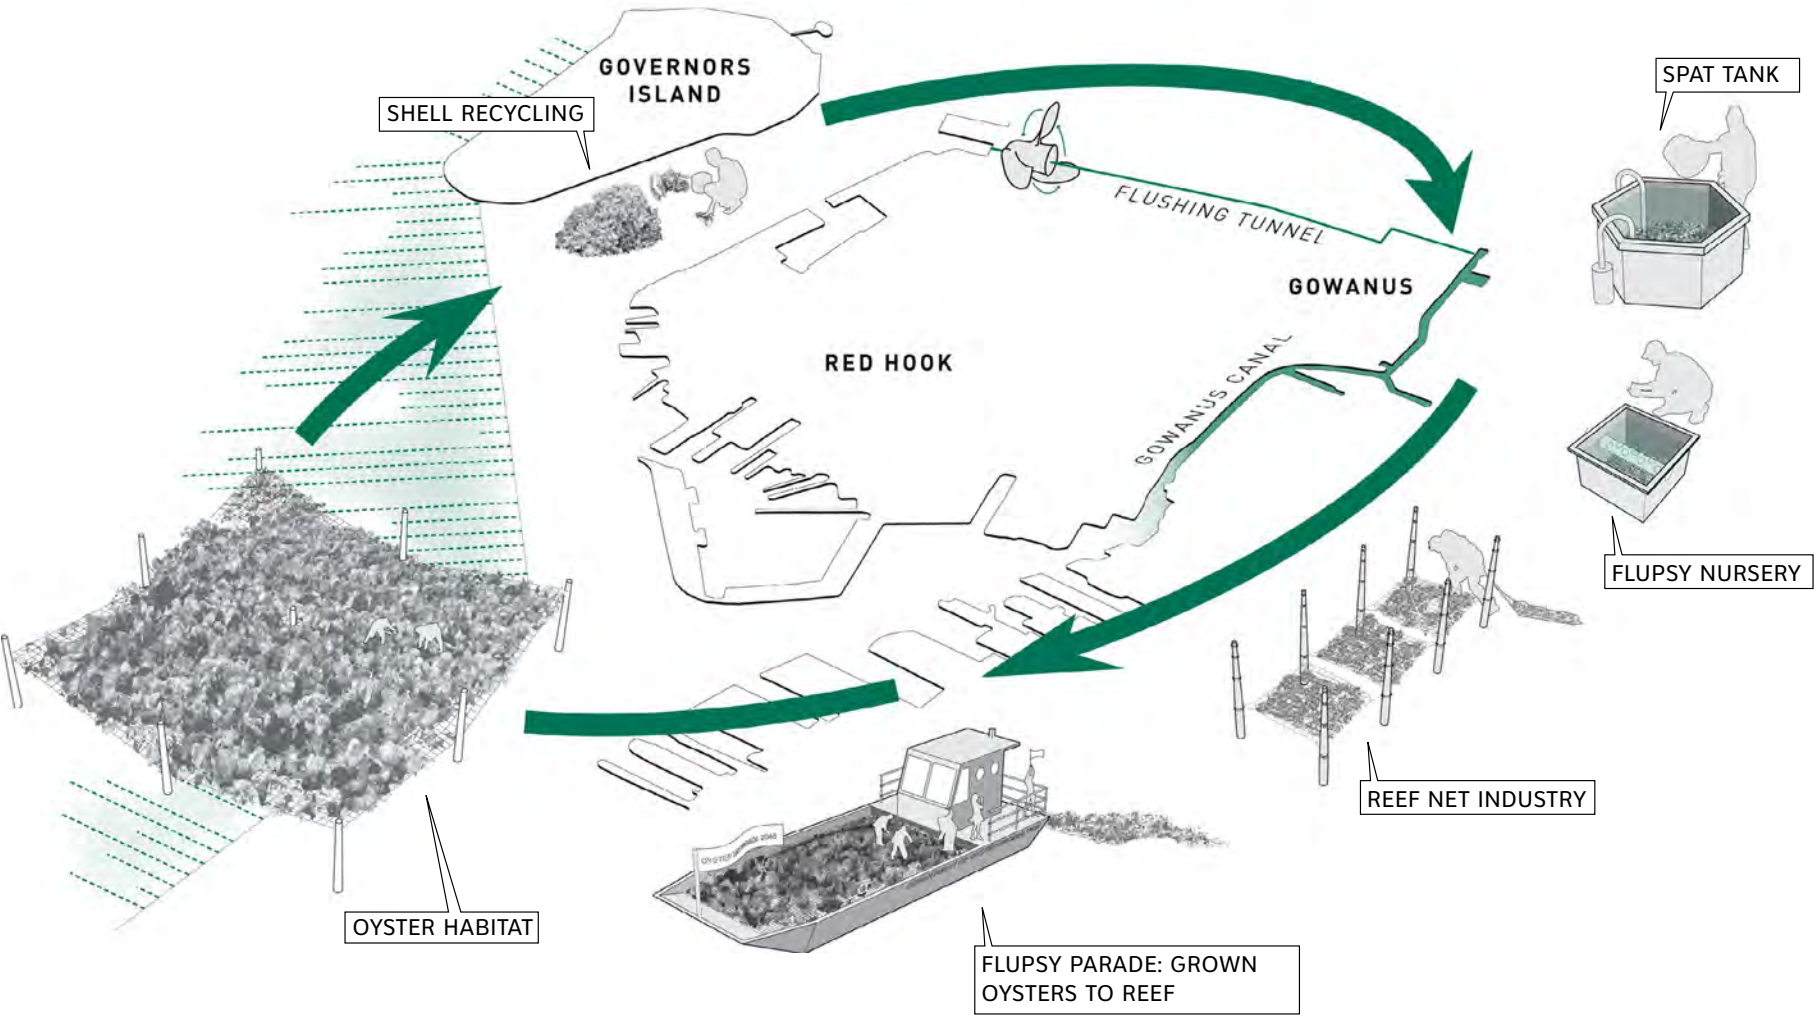 GOVERNORS
ISLAND
SHELL RECYCLING
SPAT TANK
FLUSHING TUNNEL
GOWANUS
RED HOOK
GOWANUS CANAL
FLUPSY NURSERY
REEF NET INDUSTRY
OYSTER HABITAT
FLUPSY PARADE: GROWN
OYSTERS TO REEF